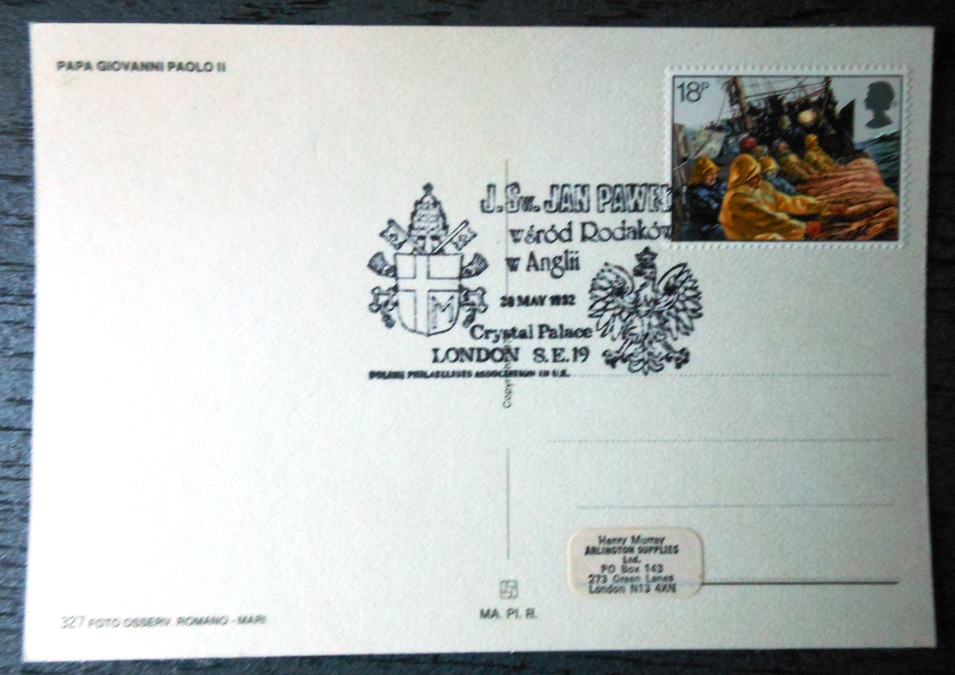 PAPA GIOVANNI PAOLO II
18P
J. Św. JAN PAWEŁ
wśród Rodaków
w Anglii
28 MAY 1982
Crystal Palace
LONDON S.E.19
POLISH PHILATELISTS ASSOCIATION IN U.K.
M
Henry Murray
ARLINGTON SUPPLIES
Ltd.
PO Box 143
273 Green Lanes
London N13 4XN
327 FOTO OSSERV. ROMANO - MARI
MA. PI. R.